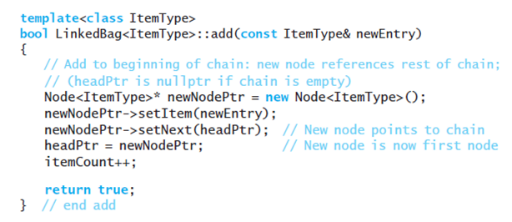 template<class ItemType>
bool LinkedBag<ItemType>::add(const ItemType& newEntry)
{
// Add to beginning of chain: new node references rest of chain;
// (headPtr is nullptr if chain is empty)
Node<ItemType>* newNodePtr = new Node<ItemType>();
newNodePtr->setItem(newEntry);
newNodePtr->setNext(headPtr); // New node points to chain
headPtr = newNodePtr; // New node is now first node
itemCount++;
return true;
} // end add